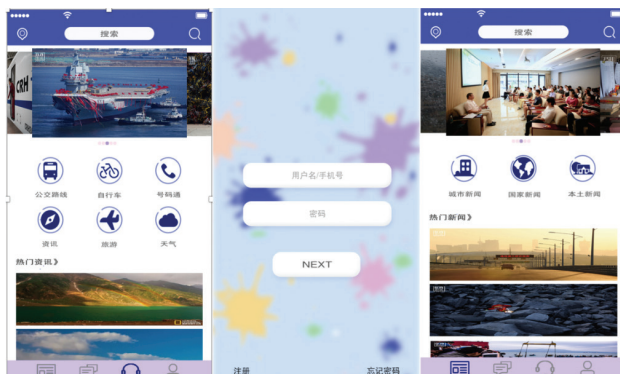 搜索
CRH
公交路线
自行车
号码通
资讯
旅游
天气
热门资讯》
用户名/手机号
密码
NEXT
注册
忘记密码
搜索
城市新闻
国家新闻
本土新闻
热门新闻》